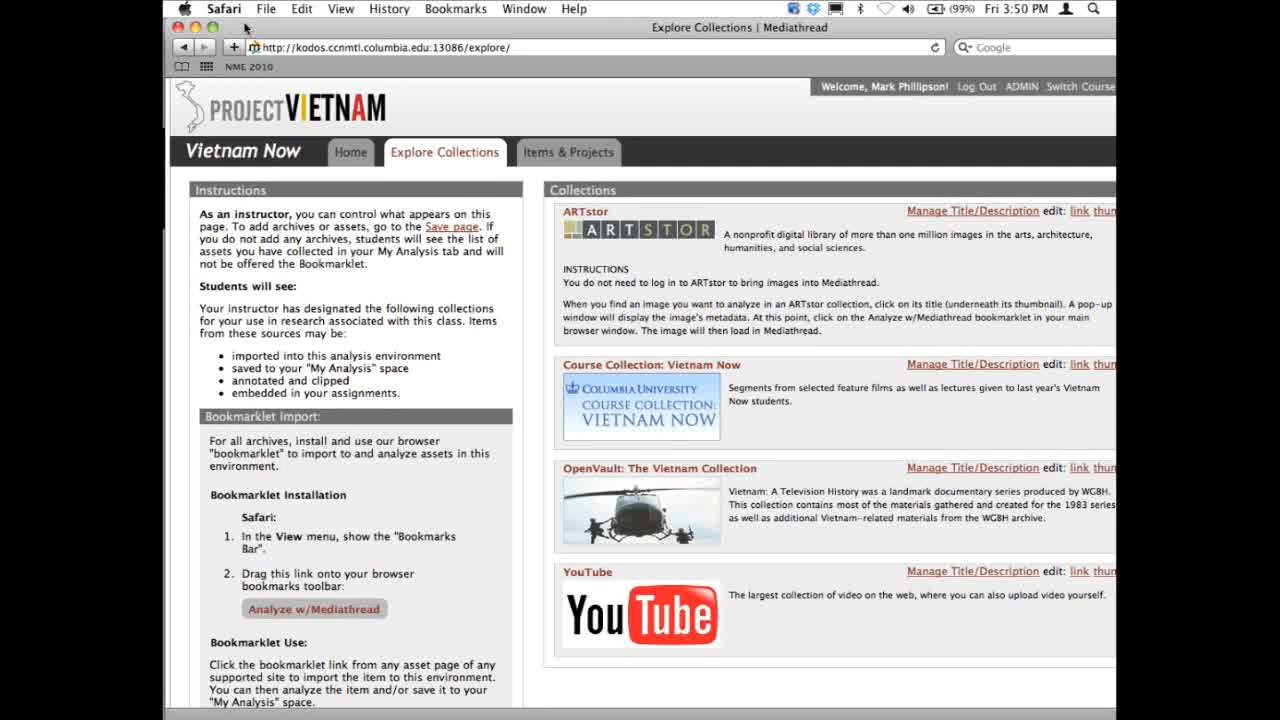 Safari File Edit View History Bookmarks Window Help (99%) Fri 3:50 PM
Explore Collections | Mediathread
http://kodos.ccnmtl.columbia.edu:13086/explore/ Google
NME 2010
Welcome, Mark Phillipson! Log Out ADMIN Switch Course
PROJECTVIETNAM
Vietnam Now Home Explore Collections Items & Projects
Instructions
As an instructor, you can control what appears on this
page. To add archives or assets, go to the Save page. If
you do not add any archives, students will see the list of
assets you have collected in your My Analysis tab and will
not be offered the Bookmarklet.
Students will see:
Your instructor has designated the following collections
for your use in research associated with this class. Items
from these sources may be:
• imported into this analysis environment
• saved to your "My Analysis" space
• annotated and clipped
• embedded in your assignments.
Bookmarklet Import:
For all archives, install and use our browser
"bookmarklet" to import to and analyze assets in this
environment.
Bookmarklet Installation
Safari:
1. In the View menu, show the "Bookmarks
Bar".
2. Drag this link onto your browser
bookmarks toolbar:
Analyze w/Mediathread
Bookmarklet Use:
Click the bookmarklet link from any asset page of any
supported site to import the item to this environment.
You can then analyze the item and/or save it to your
"My Analysis" space.
Collections
ARTstor Manage Title/Description edit: link thum
ARTSTOR
A nonprofit digital library of more than one million images in the arts, architecture,
humanities, and social sciences.
INSTRUCTIONS
You do not need to log in to ARTstor to bring images into Mediathread.
When you find an image you want to analyze in an ARTstor collection, click on its title (underneath its thumbnail). A pop-up
window will display the image's metadata. At this point, click on the Analyze w/Mediathread bookmarklet in your main
browser window. The image will then load in Mediathread.
Course Collection: Vietnam Now Manage Title/Description edit: link thum
COLUMBIA UNIVERSITY
COURSE COLLECTION:
VIETNAM NOW
Segments from selected feature films as well as lectures given to last year's Vietnam
Now students.
OpenVault: The Vietnam Collection Manage Title/Description edit: link thum
Vietnam: A Television History was a landmark documentary series produced by WGBH.
This collection contains most of the materials gathered and created for the 1983 series
as well as additional Vietnam-related materials from the WGBH archive.
YouTube Manage Title/Description edit: link thum
YouTube
The largest collection of video on the web, where you can also upload video yourself.